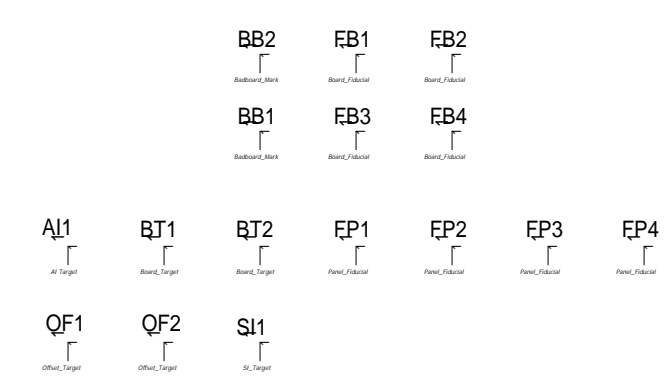 BB2 FB1 FB2
Badboard_Mark Board_Fiducial Board_Fiducial
BB1 FB3 FB4
Badboard_Mark Board_Fiducial Board_Fiducial
AI1 BT1 BT2 FP1 FP2 FP3 FP4
AI Target Board_Target Board_Target Panel_Fiducial Panel_Fiducial Panel_Fiducial Panel_Fiducial
OF1 OF2 SI1
Offset_Target Offset_Target SI_Target